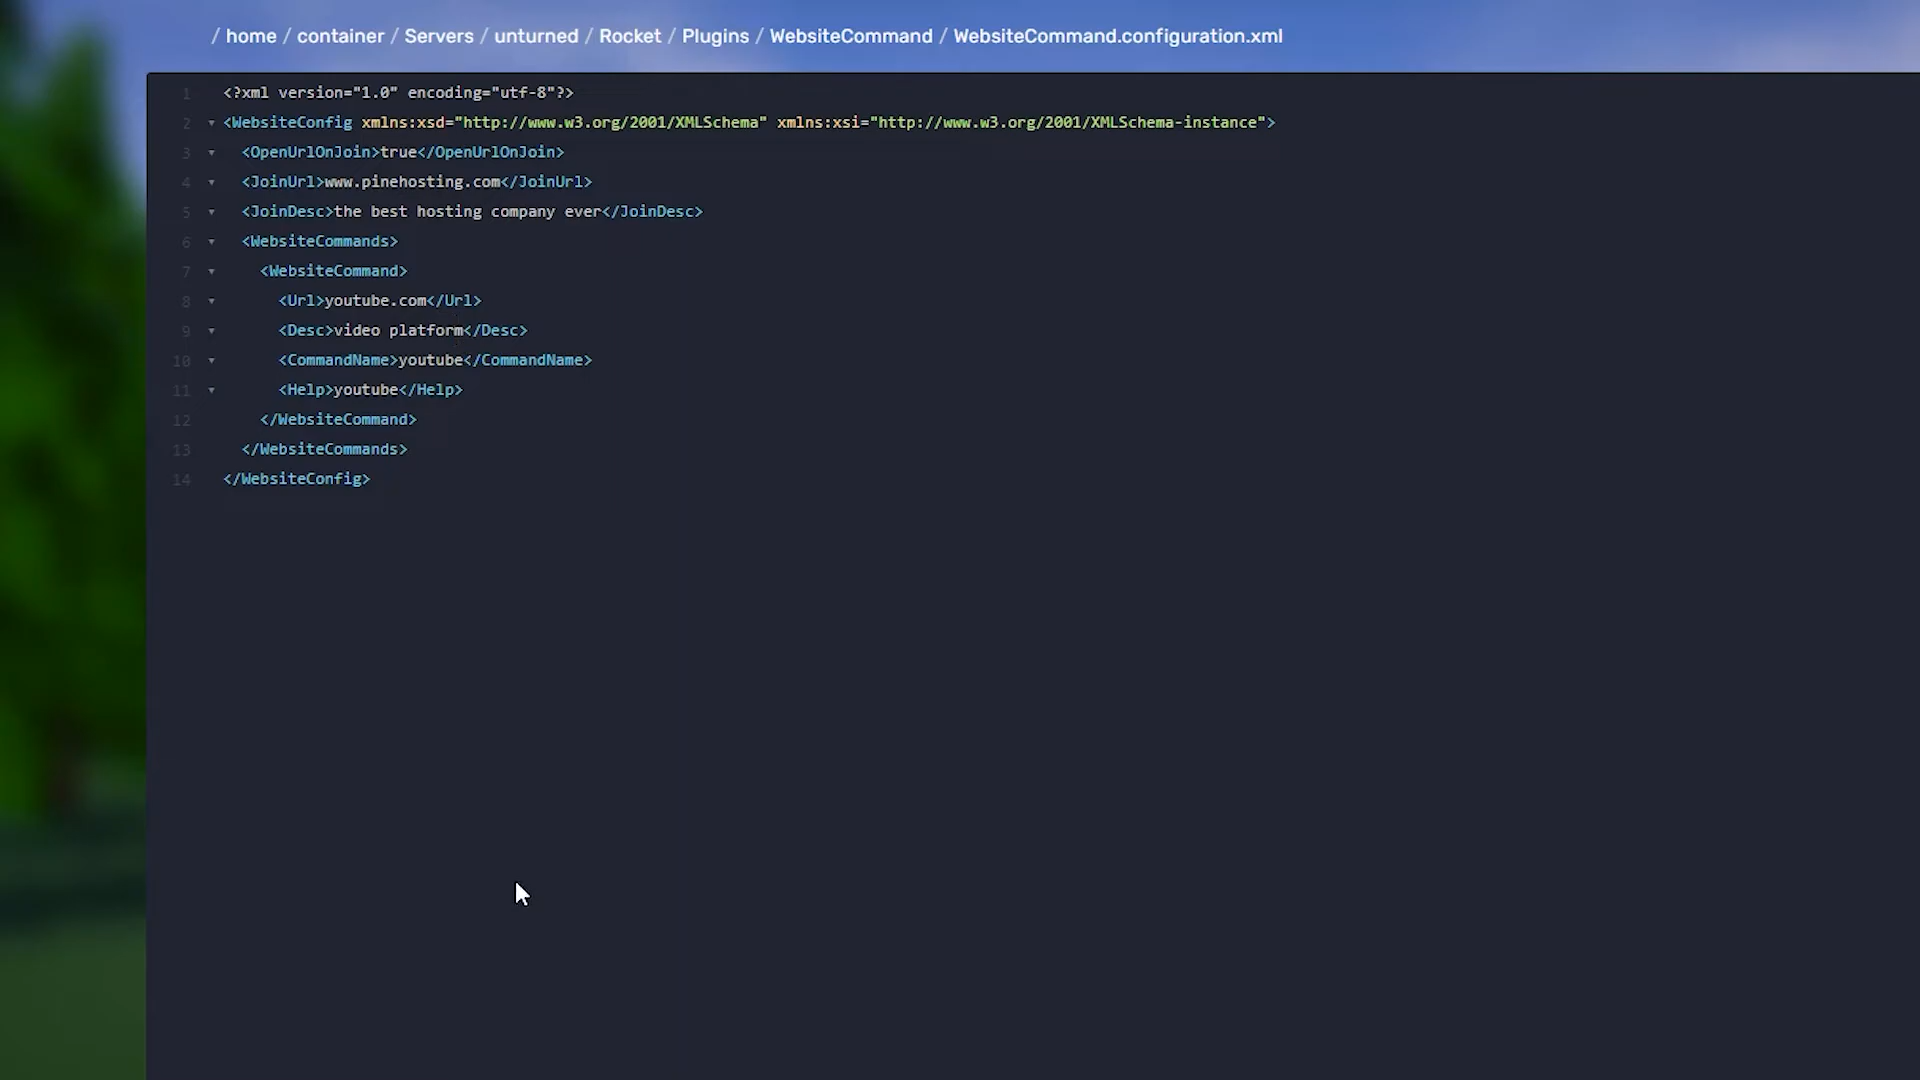 / home / container / Servers / unturned / Rocket / Plugins / WebsiteCommand / WebsiteCommand.configuration.xml
1 <?xml version="1.0" encoding="utf-8"?>
2 <WebsiteConfig xmlns:xsd="http://www.w3.org/2001/XMLSchema" xmlns:xsi="http://www.w3.org/2001/XMLSchema-instance">
3 <OpenUrlOnJoin>true</OpenUrlOnJoin>
4 <JoinUrl>www.pinehosting.com</JoinUrl>
5 <JoinDesc>the best hosting company ever</JoinDesc>
6 <WebsiteCommands>
7 <WebsiteCommand>
8 <Url>youtube.com</Url>
9 <Desc>video platform</Desc>
10 <CommandName>youtube</CommandName>
11 <Help>youtube</Help>
12 </WebsiteCommand>
13 </WebsiteCommands>
14 </WebsiteConfig>